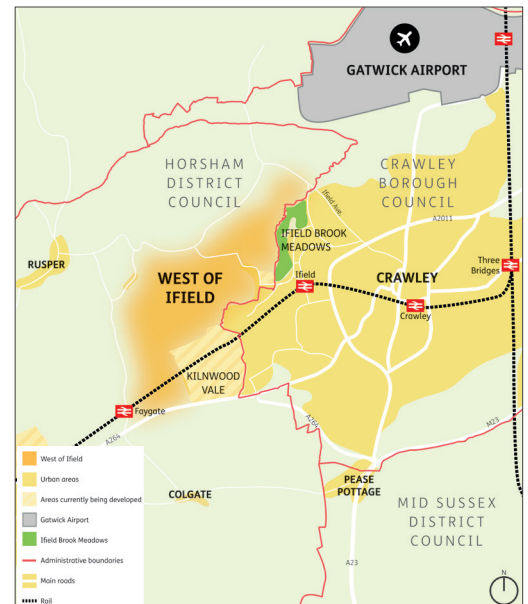 GATWICK AIRPORT
HORSHAM
DISTRICT
COUNCIL
CRAWLEY
BOROUGH
COUNCIL
Ifield Ave.
A2011
IFIELD BROOK
MEADOWS
RUSPER
WEST OF
IFIELD
Ifield
CRAWLEY
Three
Bridges
Crawley
KILNWOOD
VALE
Faygate
A264
A264
M23
COLGATE
PEASE
POTTAGE
MID SUSSEX
DISTRICT
COUNCIL
A23
West of Ifield
Urban areas
Areas currently being developed
Gatwick Airport
Ifield Brook Meadows
Administrative boundaries
Main roads
Rail
N